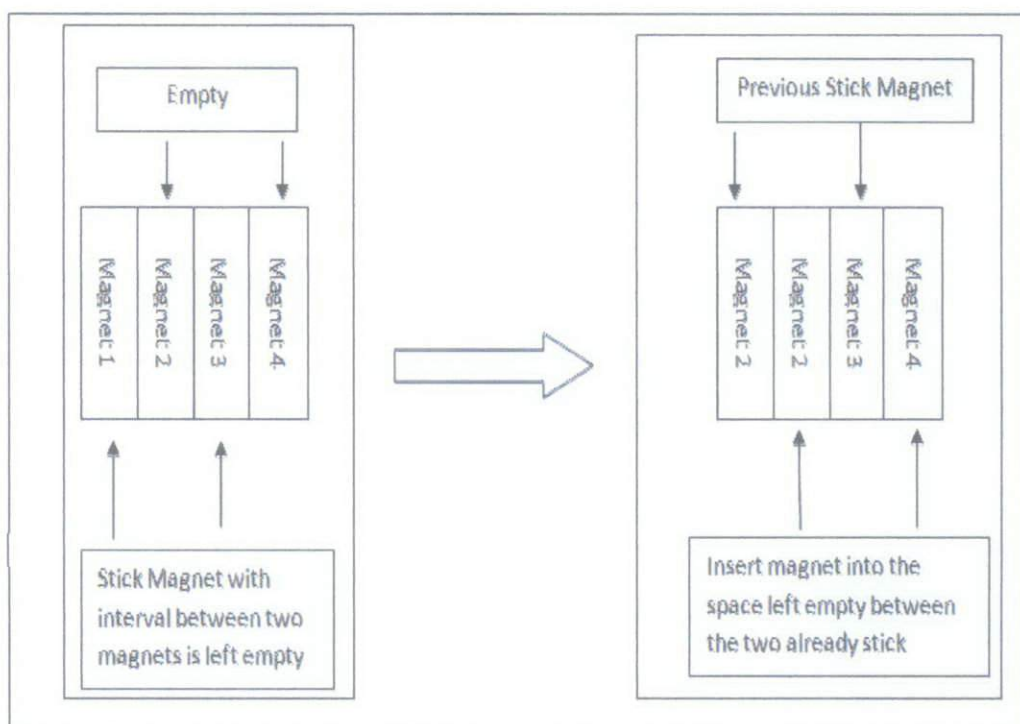 Empty
Magnet 1
Magnet 2
Magnet 3
Magnet 4
Stick Magnet with
interval between two
magnets is left empty
Previous Stick Magnet
Magnet 2
Magnet 2
Magnet 3
Magnet 4
Insert magnet into the
space left empty between
the two already stick